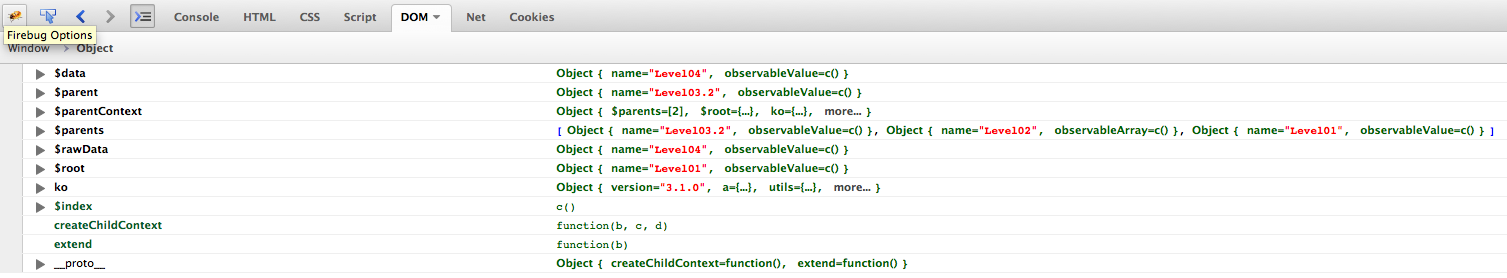 Console HTML CSS Script DOM Net Cookies
Firebug Options
Window > Object
$data Object { name="Level04", observableValue=c() }
$parent Object { name="Level03.2", observableValue=c() }
$parentContext Object { $parents=[2], $root={...}, ko={...}, more... }
$parents [ Object { name="Level03.2", observableValue=c() }, Object { name="Level02", observableArray=c() }, Object { name="Level01", observableValue=c() } ]
$rawData Object { name="Level04", observableValue=c() }
$root Object { name="Level01", observableValue=c() }
ko Object { version="3.1.0", a={...}, utils={...}, more... }
$index c()
createChildContext function(b, c, d)
extend function(b)
__proto__ Object { createChildContext=function(), extend=function() }